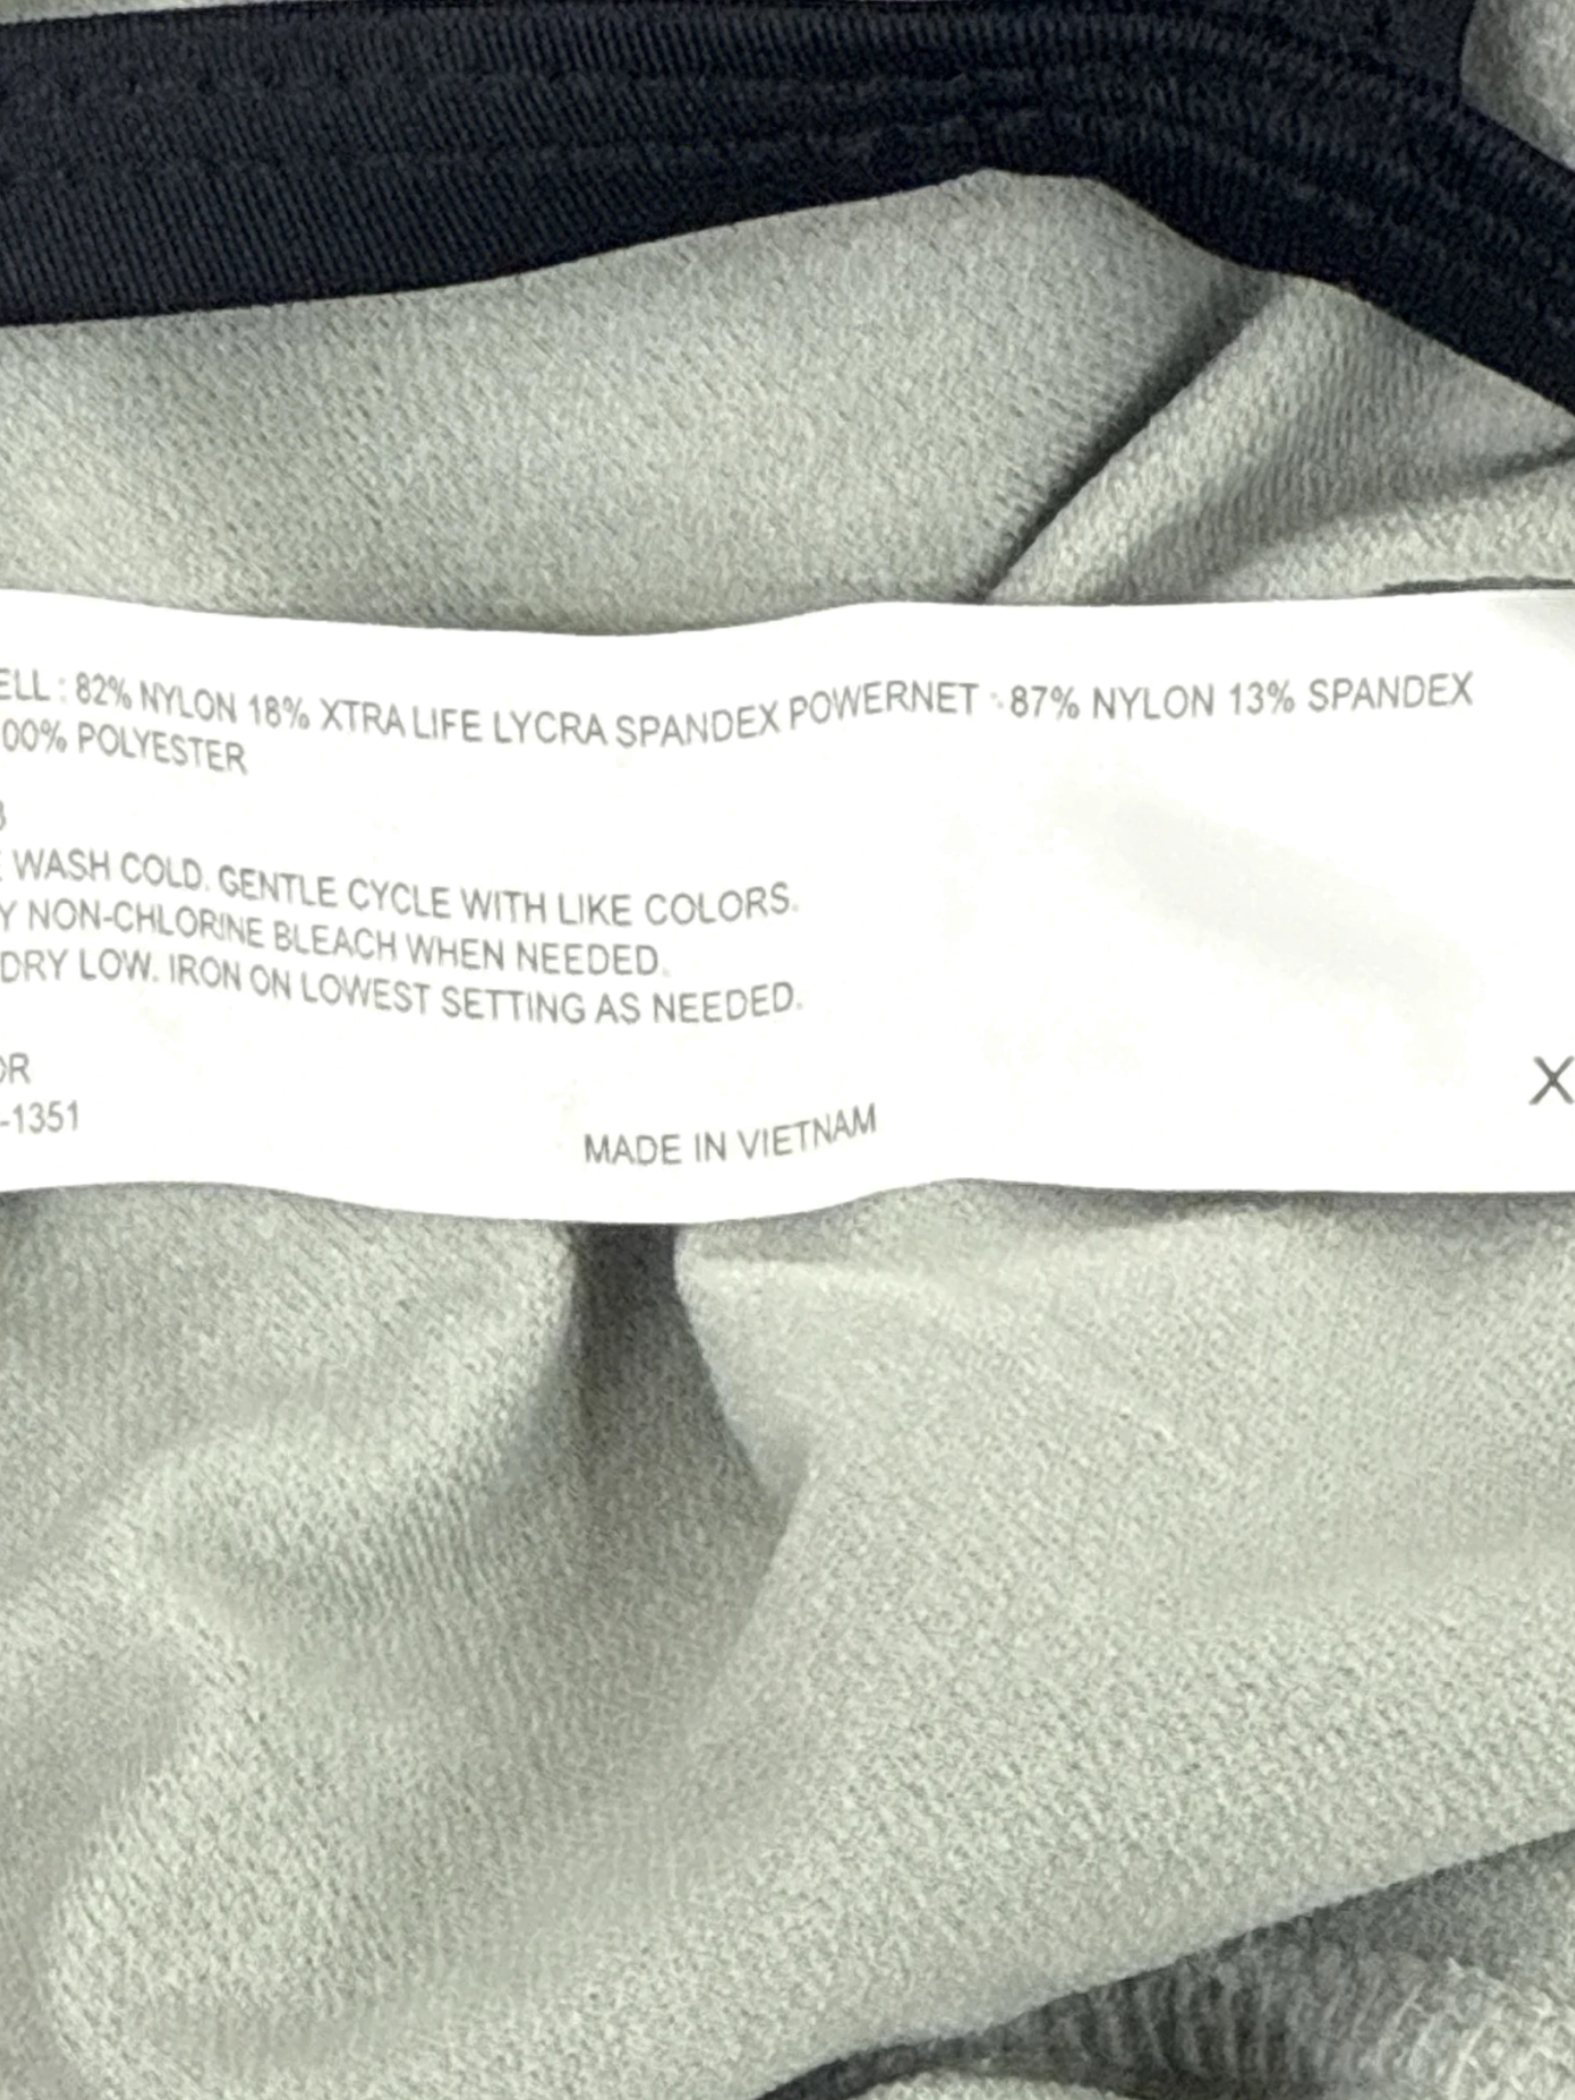 ELL : 82% NYLON 18% XTRA LIFE LYCRA SPANDEX POWERNET : 87% NYLON 13% SPANDEX
00% POLYESTER
WASH COLD. GENTLE CYCLE WITH LIKE COLORS.
Y NON-CHLORINE BLEACH WHEN NEEDED.
DRY LOW. IRON ON LOWEST SETTING AS NEEDED.
OR
-1351
MADE IN VIETNAM
X